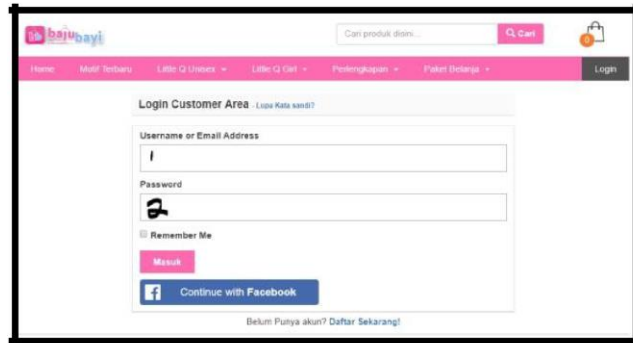 little bajubayi
Cari produk disini... Cari
0
Home Motif Terbaru Little Q Unisex Little Q Girl Perlengkapan Paket Belanja Login
Login Customer Area - Lupa Kata sandi?
Username or Email Address
1
Password
2
Remember Me
Masuk
f Continue with Facebook
Belum Punya akun? Daftar Sekarang!